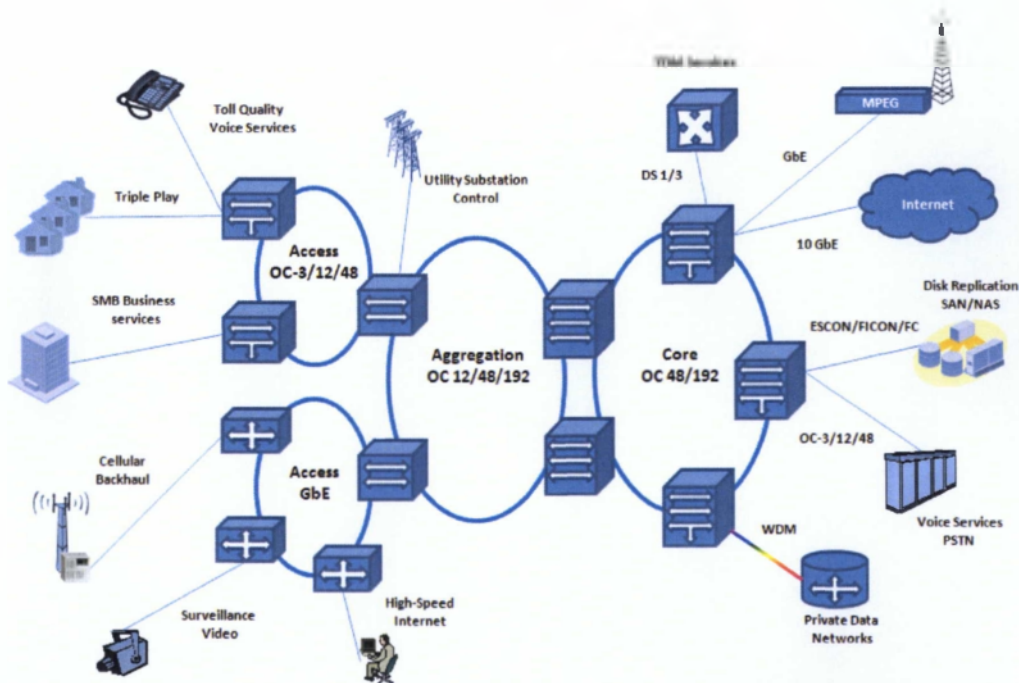 TDM Services
MPEG
Toll Quality
Voice Services
GbE
DS 1/3
Utility Substation
Control
Triple Play
Internet
Access
OC-3/12/48
10 GbE
Disk Replication
SAN/NAS
SMB Business
services
ESCON/FICON/FC
Aggregation
OC 12/48/192
Core
OC 48/192
OC-3/12/48
Cellular
Backhaul
Access
GbE
Voice Services
PSTN
WDM
High-Speed
Internet
Surveillance
Video
Private Data
Networks